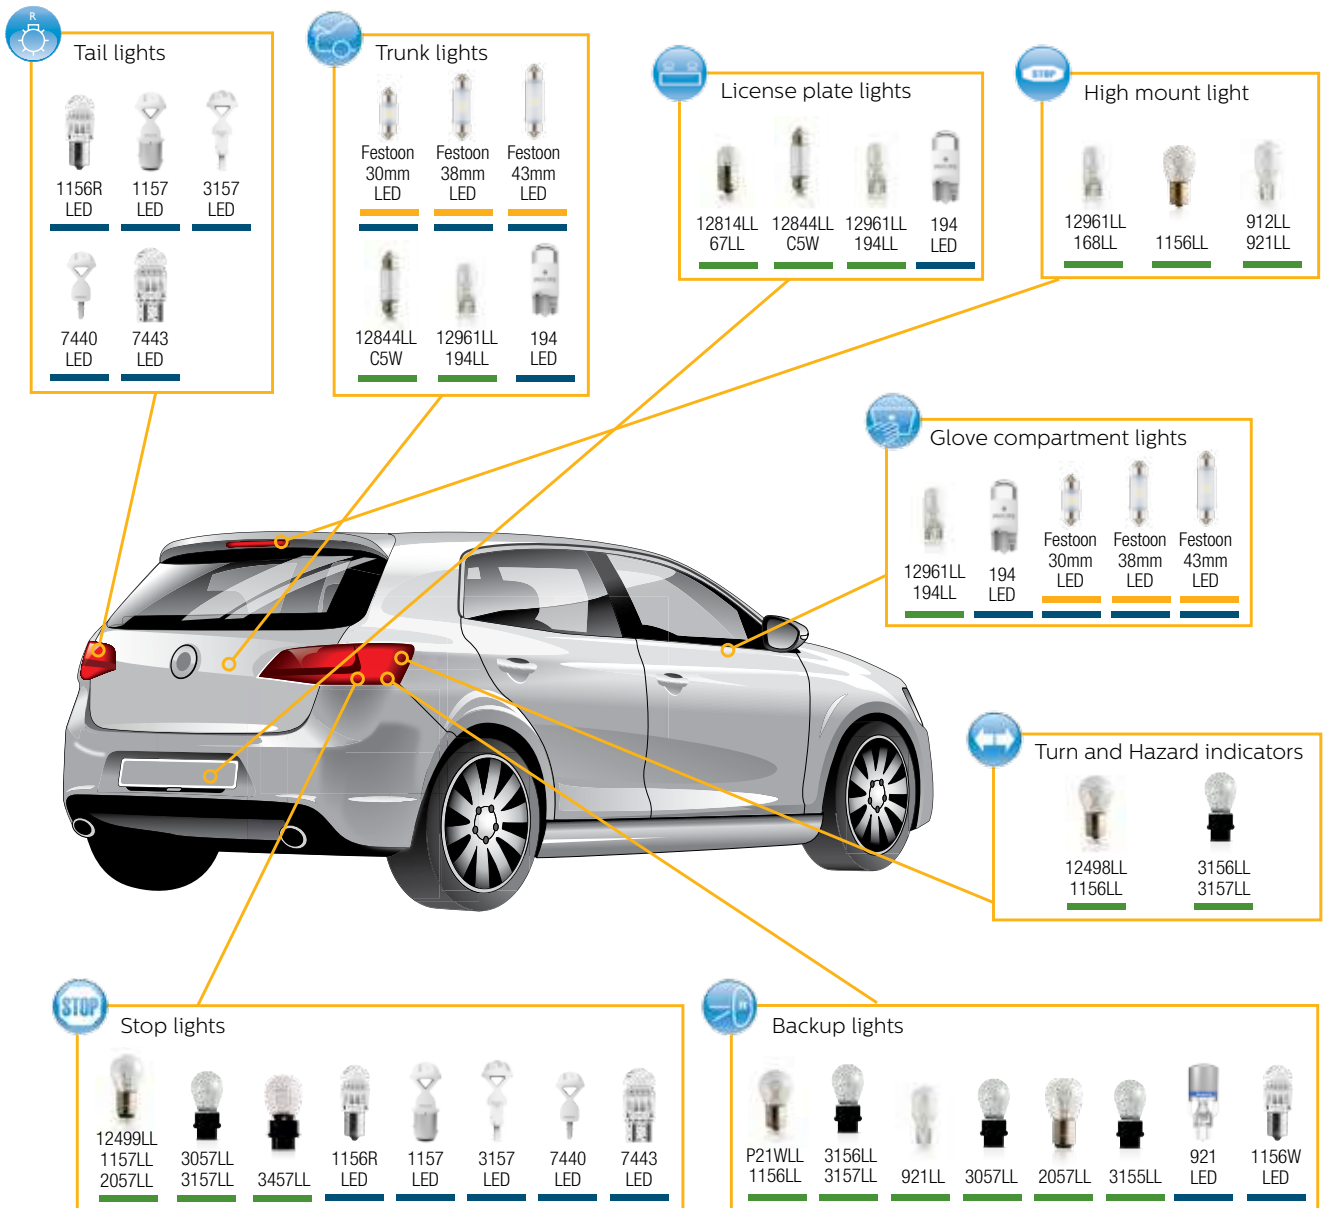 R
Tail lights
1156R
LED
1157
LED
3157
LED
7440
LED
7443
LED
Trunk lights
Festoon
30mm
LED
Festoon
38mm
LED
Festoon
43mm
LED
12844LL
C5W
12961LL
194LL
194
LED
License plate lights
12814LL
67LL
12844LL
C5W
12961LL
194LL
194
LED
STOP
High mount light
12961LL
168LL
1156LL
912LL
921LL
Glove compartment lights
12961LL
194LL
194
LED
Festoon
30mm
LED
Festoon
38mm
LED
Festoon
43mm
LED
Turn and Hazard indicators
12498LL
1156LL
3156LL
3157LL
STOP
Stop lights
12499LL
1157LL
2057LL
3057LL
3157LL
3457LL
1156R
LED
1157
LED
3157
LED
7440
LED
7443
LED
Backup lights
P21WLL
1156LL
3156LL
3157LL
921LL
3057LL
2057LL
3155LL
921
LED
1156W
LED